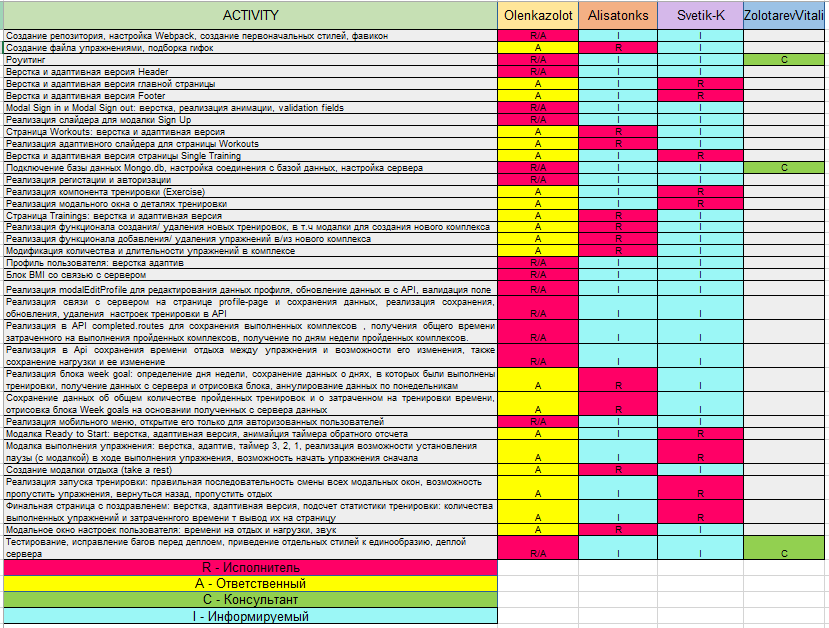 ACTIVITY Olenkazolot Alisatonks Svetik-K ZolotarevVitali
Создание репозитория, настройка Webpack, создание первоначальных стилей, фавикон R/A I I
Создание файла упражнениями, подборка гифок A R I
Роуитинг R/A I I C
Верстка и адаптивная версия Header R/A I I
Верстка и адаптивная версия главной страницы A I R
Верстка и адаптивная версия Footer A I R
Modal Sign in и Modal Sign out: верстка, реализация анимации, validation fields R/A I I
Реализация слайдера для модалки Sign Up R/A I I
Страница Workouts: верстка и адаптивная версия A R I
Реализация адаптивного слайдера для страницы Workouts A R I
Верстка и адаптивная версия страницы Single Training A I R
Подключение базы данных Mongo.db, настройка соединения с базой данных, настройка сервера R/A I I C
Реализация регистации и авторизации R/A I I
Реализация компонента тренировки (Exercise) A I R
Реализация модального окна о деталях тренировки A I R
Страница Trainings: верстка и адаптивная версия A R I
Реализация функционала создания/ удаления новых тренировок, в т.ч модалки для создания нового комплекса A R I
Реализация функционала добавления/ удаления упражнений в/из нового комплекса A R I
Модификация количества и длительности упражнений в комплексе A R I
Профиль пользователя: верстка адаптив R/A I I
Блок BMI со связью с сервером R/A I I
Реализация modalEditProfile для редактирования данных профиля, обновление данных в с API, валидация поле R/A I I
Реализация связи с сервером на странице profile-page и сохранения данных, реализация сохранения,
обновления, удаления настроек тренировки в API R/A I I
Реализация в API completed.routes для сохранения выполненных комплексов , получения общего времени
затраченного на выполнения пройденных комплексов, получение по дням недели пройденных комплексов. R/A I I
Реализация в Api сохранения времени отдыха между упражнения и возможности его изменения, также
сохранение нагрузки и ее изменение R/A I I
Реализация блока week goal: определение дня недели, сохранение данных о днях, в которых были выполнены
тренировки, получение данных с сервера и отрисовка блока, аннулирование данных по понедельникам A R I
Сохранение данных об общем количестве пройденных тренировок и о затраченном на тренировки времени,
отрисовка блока Week goals на основании полученных с сервера данных A R I
Реализация мобильного меню, открытие его только для авторизованных пользователей R/A I I
Модалка Ready to Start: верстка, адаптивная версия, анимайция таймера обратного отсчета A I R
Модалка выполнения упражнения: верстка, адаптив, таймер 3, 2, 1, реализация возможности установления
паузы (с модалкой) в ходе выполнения упражнения, возможность начать упражнения сначала A I R
Создание модалки отдыха (take a rest) A R I
Реализация запуска тренировки: правильная последовательность смены всех модальных окон, возможность
пропустить упражнения, вернуться назад, пропустить отдых A I R
Финальная страница с поздравленем: верстка, адаптивная версия, подсчет статистики тренировки: количества
выполненных упражнений и затраченнго времени т вывод их на страницу A I R
Модальное окно настроек пользователя: времени на отдых и нагрузки, звук A R I
Тестирование, исправление багов перед деплоем, приведение отдельных стилей к единообразию, деплой
сервера R/A I I C
R - Исполнитель
A - Ответственный
C - Консультант
I - Информируемый